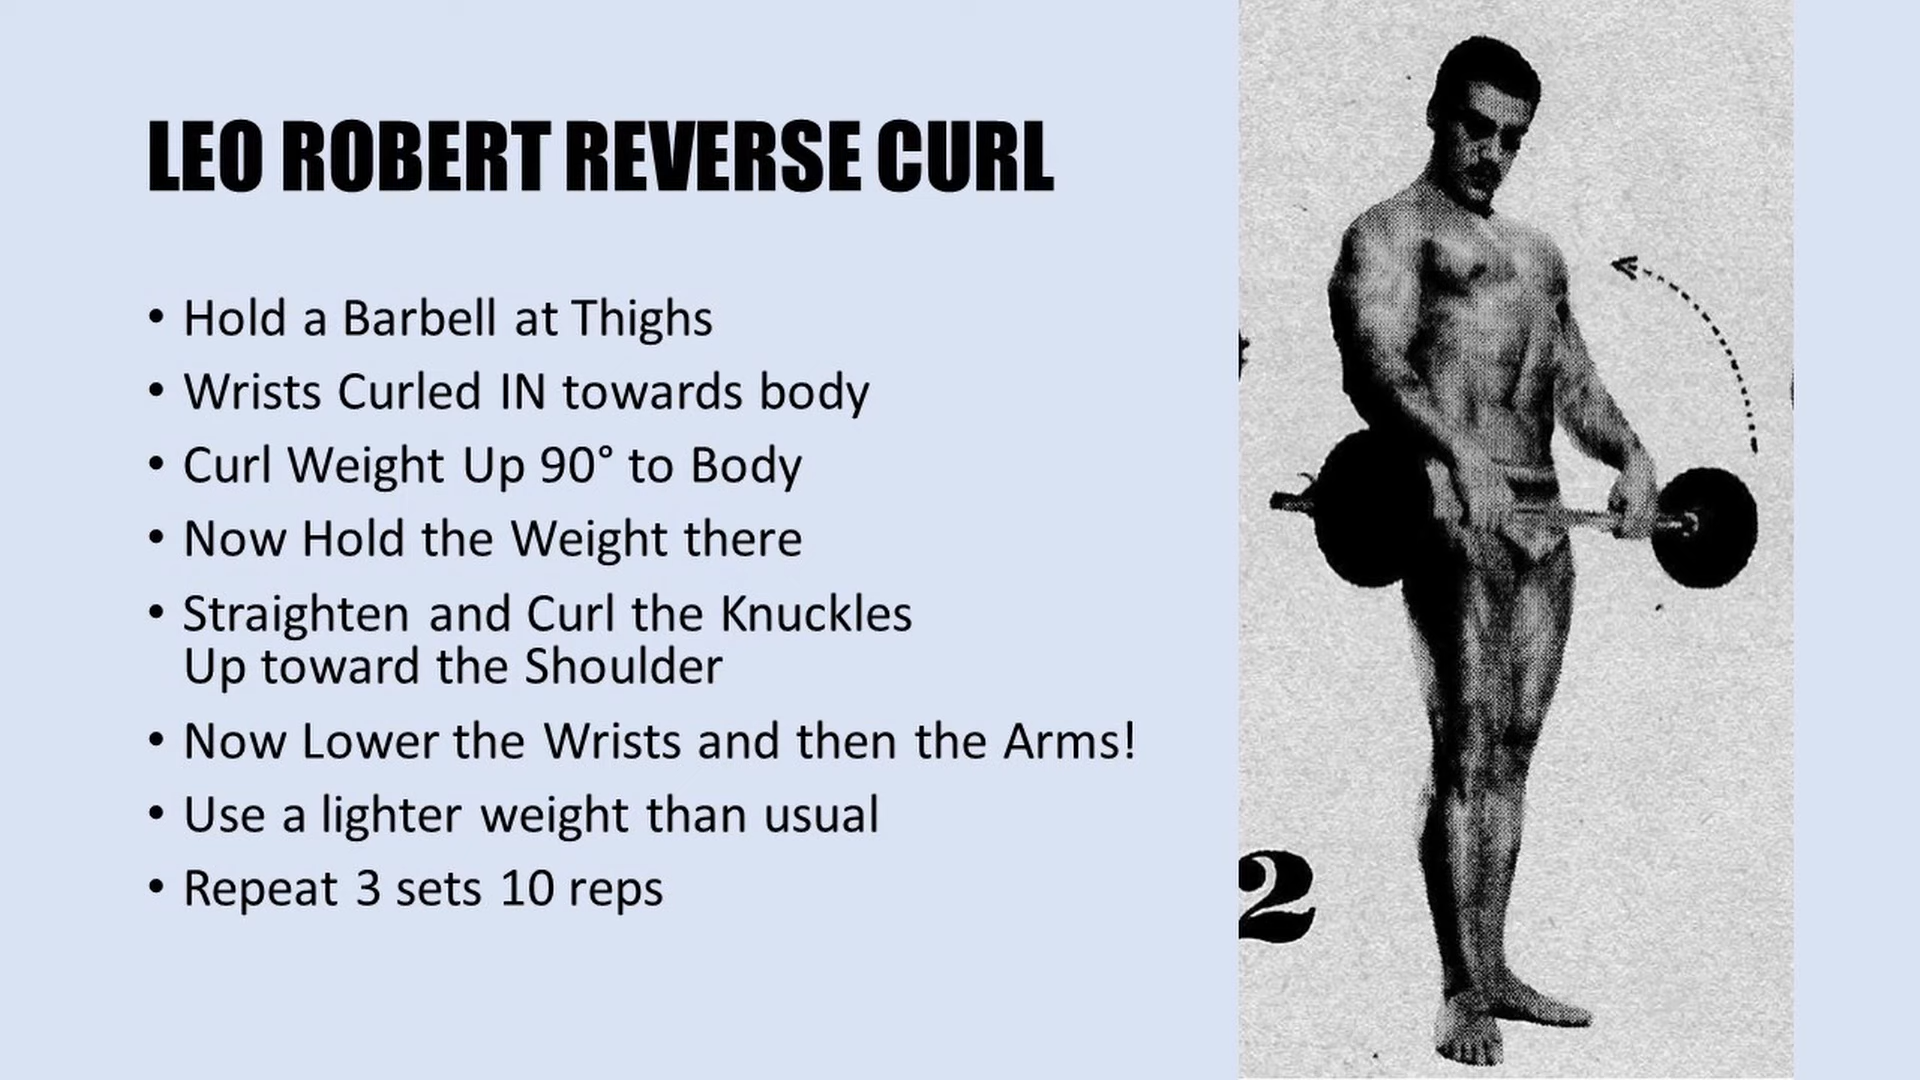 LEO ROBERT REVERSE CURL
• Hold a Barbell at Thighs
• Wrists Curled IN towards body
• Curl Weight Up 90° to Body
• Now Hold the Weight there
• Straighten and Curl the Knuckles
Up toward the Shoulder
• Now Lower the Wrists and then the Arms!
• Use a lighter weight than usual
• Repeat 3 sets 10 reps
2